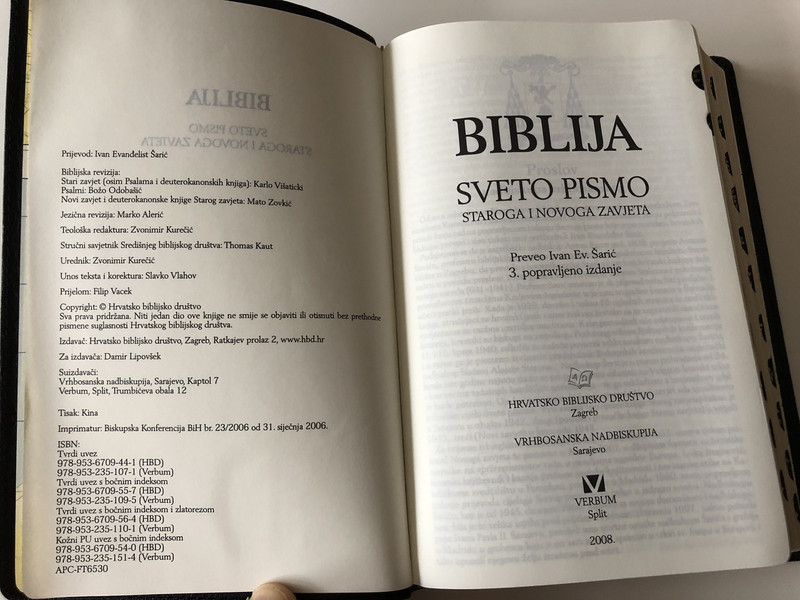 Prijevod: Ivan Evanđelist Šarić
Biblijska revizija:
Stari zavjet (osim Psalama i deuterokanonskih knjiga): Karlo Višaticki
Psalmi: Božo Odobašić
Novi zavjet i deuterokanonske knjige Starog zavjeta: Mato Zovkić
Jezična revizija: Marko Alerić
Teološka redaktura: Zvonimir Kurečić
Stručni savjetnik Središnjeg biblijskog društva: Thomas Kaut
Urednik: Zvonimir Kurečić
Unos teksta i korektura: Slavko Vlahov
Prijelom: Filip Vacek
Copyright: © Hrvatsko biblijsko društvo
Sva prava pridržana. Niti jedan dio ove knjige ne smije se objaviti ili otisnuti bez prethodne
pismene suglasnosti Hrvatskog biblijskog društva.
Izdavač: Hrvatsko biblijsko društvo, Zagreb, Ratkajev prolaz 2, www.hbd.hr
Za izdavača: Damir Lipovšek
Suizdavači:
Vrhbosanska nadbiskupija, Sarajevo, Kaptol 7
Verbum, Split, Trumbićeva obala 12
Tisak: Kina
Imprimatur: Biskupska Konferencija BiH br. 23/2006 od 31. siječnja 2006.
ISBN:
Tvrdi uvez
978-953-6709-44-1 (HBD)
978-953-235-107-1 (Verbum)
Tvrdi uvez s bočnim indeksom
978-953-6709-55-7 (HBD)
978-953-235-109-5 (Verbum)
Tvrdi uvez s bočnim indeksom i zlatorezom
978-953-6709-56-4 (HBD)
978-953-235-110-1 (Verbum)
Kožni PU uvez s bočnim indeksom
978-953-6709-54-0 (HBD)
978-953-235-151-4 (Verbum)
APC-FT6530
BIBLIJA
SVETO PISMO
STAROGA I NOVOGA ZAVJETA
Preveo Ivan Ev. Šarić
3. popravljeno izdanje
HRVATSKO BIBLIJSKO DRUŠTVO
Zagreb
VRHBOSANSKA NADBISKUPIJA
Sarajevo
VERBUM
Split
2008.